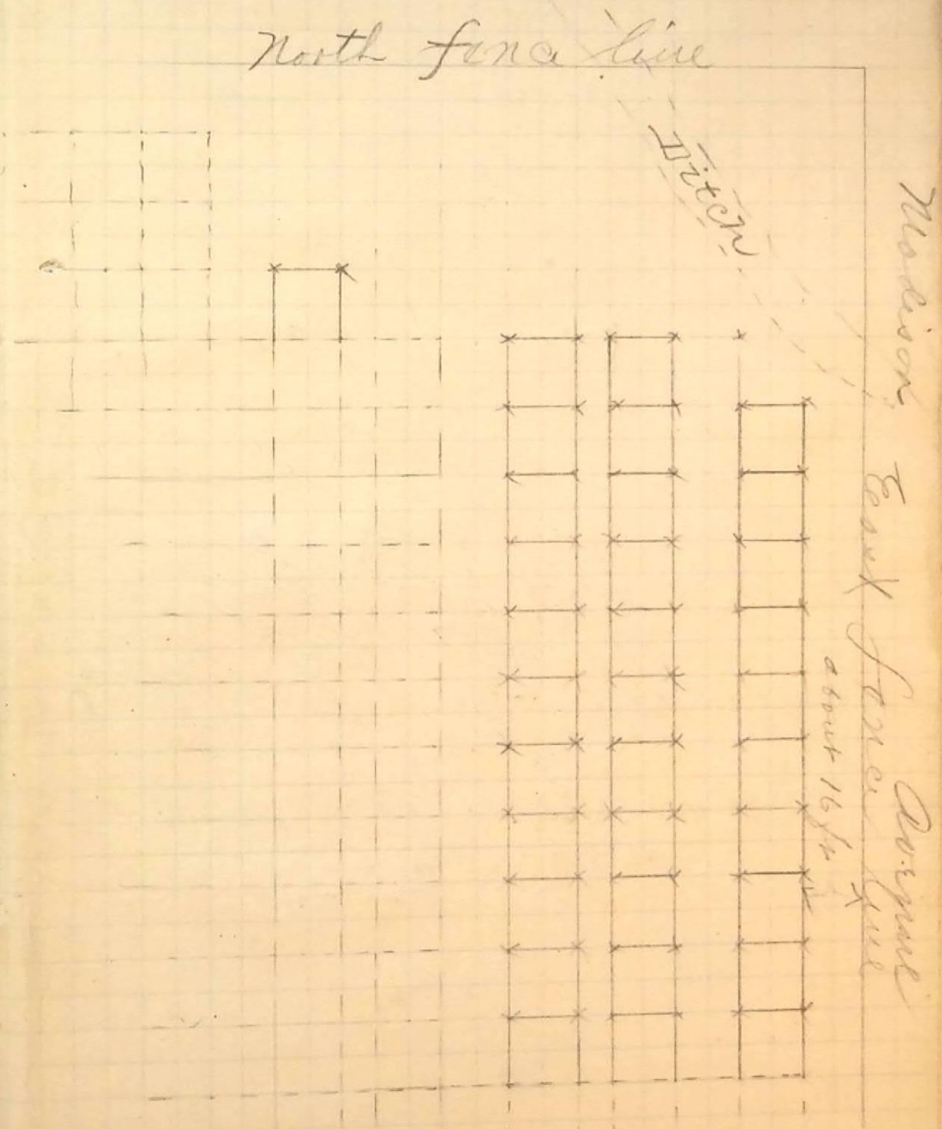 North fence line
Ditch
Madison, Avenue
East fence line
about 16 ft